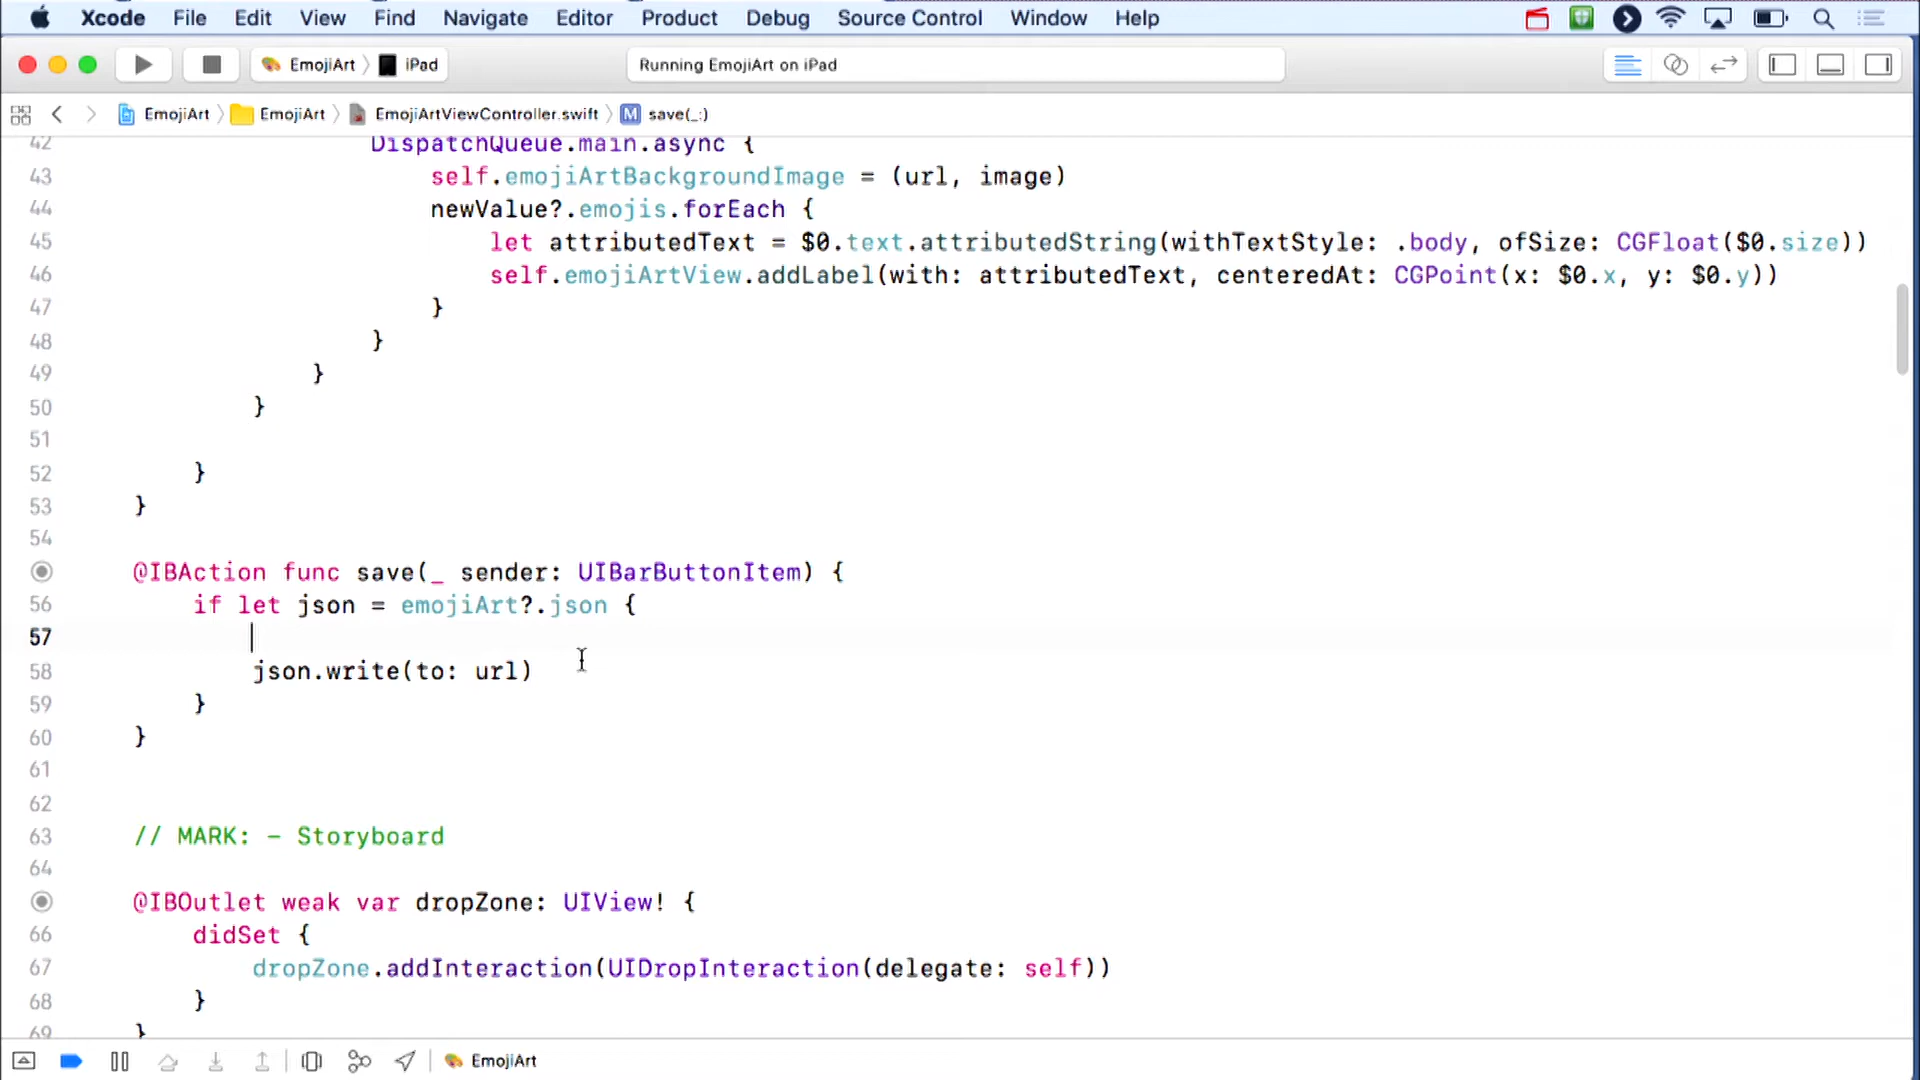 Xcode File Edit View Find Navigate Editor Product Debug Source Control Window Help
EmojiArt iPad Running EmojiArt on iPad
EmojiArt EmojiArt EmojiArtViewController.swift M save(_:)
42 DispatchQueue.main.async {
43 self.emojiArtBackgroundImage = (url, image)
44 newValue?.emojis.forEach {
45 let attributedText = $0.text.attributedString(withTextStyle: .body, ofSize: CGFloat($0.size))
46 self.emojiArtView.addLabel(with: attributedText, centeredAt: CGPoint(x: $0.x, y: $0.y))
47 }
48 }
49 }
50 }
51
52 }
53 }
54
@IBAction func save(_ sender: UIBarButtonItem) {
56 if let json = emojiArt?.json {
57
58 json.write(to: url)
59 }
60 }
61
62
63 // MARK: - Storyboard
64
@IBOutlet weak var dropZone: UIView! {
66 didSet {
67 dropZone.addInteraction(UIDropInteraction(delegate: self))
68 }
69 }
EmojiArt